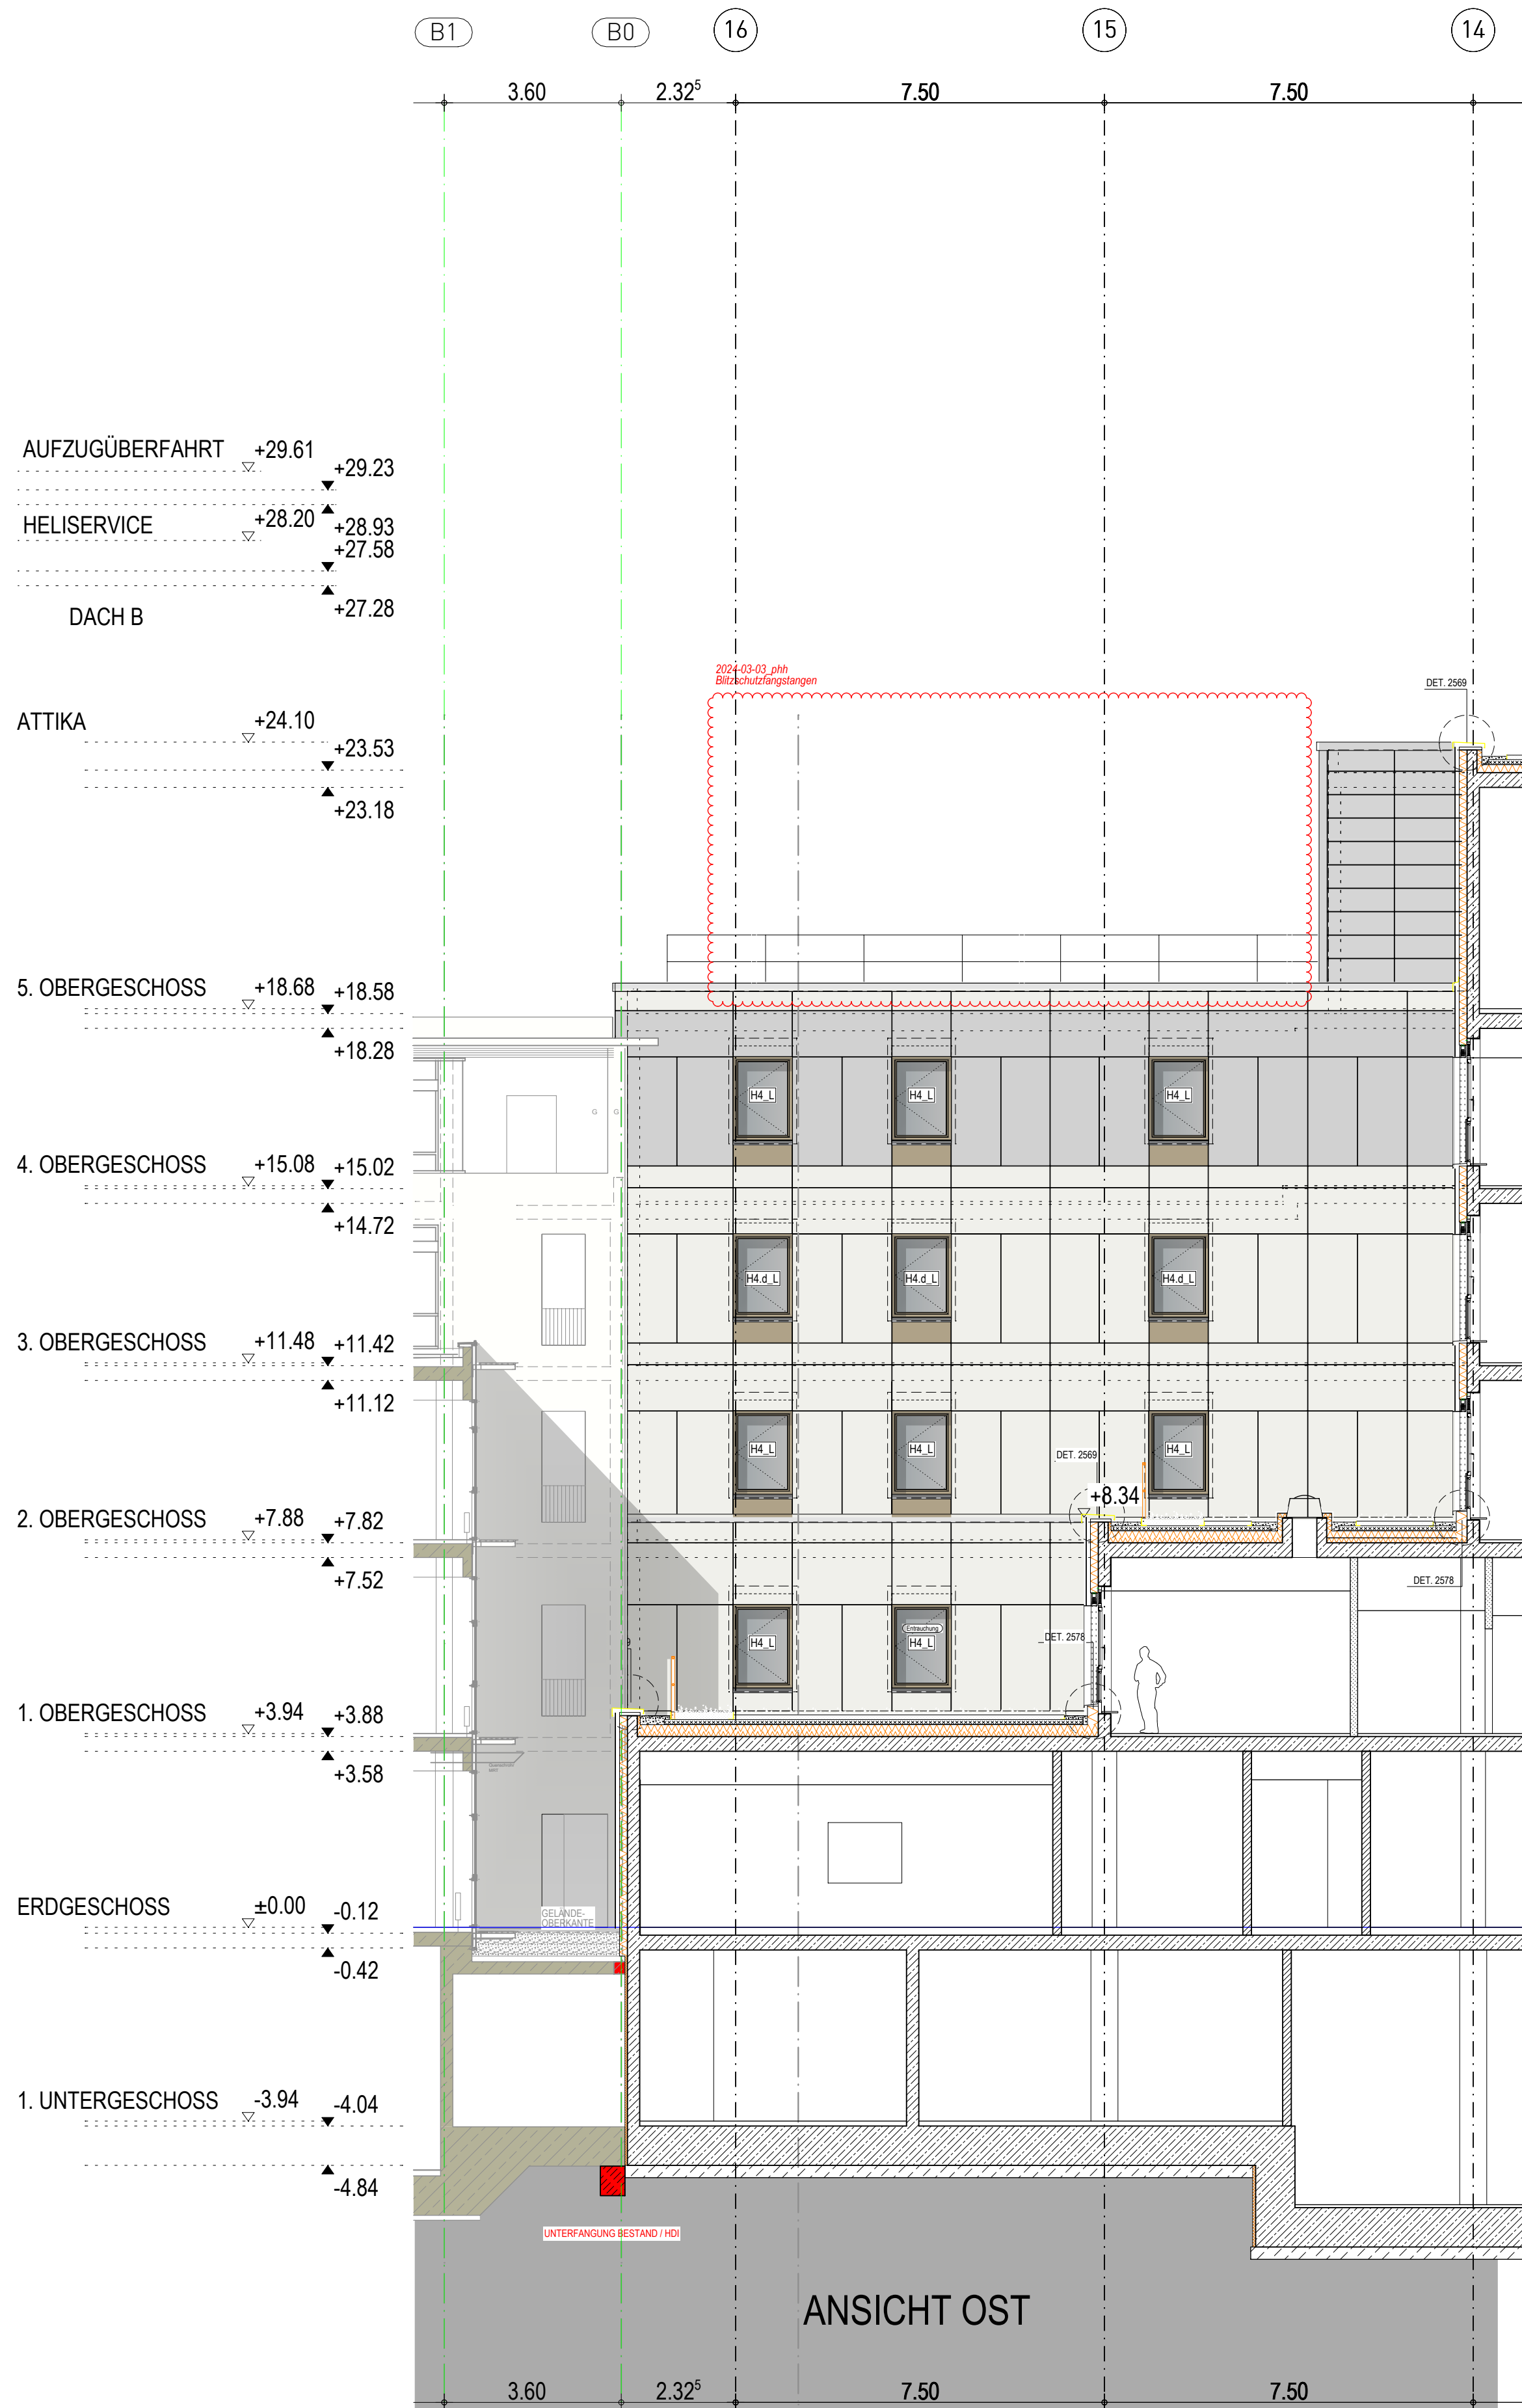 B1 B0 16 15 14
3.60 2.32⁵ 7.50 7.50
AUFZUGÜBERFAHRT +29.61
+29.23
HELISERVICE +28.20
+28.93
+27.58
+27.28
DACH B
2024-03-03_phh
Blitzschutzfangstangen
DET. 2569
ATTIKA +24.10
+23.53
+23.18
5. OBERGESCHOSS +18.68 +18.58
+18.28
H4_L H4_L H4_L
G G
4. OBERGESCHOSS +15.08 +15.02
+14.72
H4.d_L H4.d_L H4.d_L
3. OBERGESCHOSS +11.48 +11.42
+11.12
H4_L H4_L H4_L
DET. 2569
+8.34
2. OBERGESCHOSS +7.88 +7.82
+7.52
DET. 2578
Entrauchung
H4_L H4_L
DET. 2578
9
1. OBERGESCHOSS +3.94 +3.88
+3.58
ERDGESCHOSS ±0.00 -0.12
GELÄNDE-
OBERKANTE
-0.42
1. UNTERGESCHOSS -3.94 -4.04
-4.84
UNTERFANGUNG BESTAND / HDI
ANSICHT OST
3.60 2.32⁵ 7.50 7.50